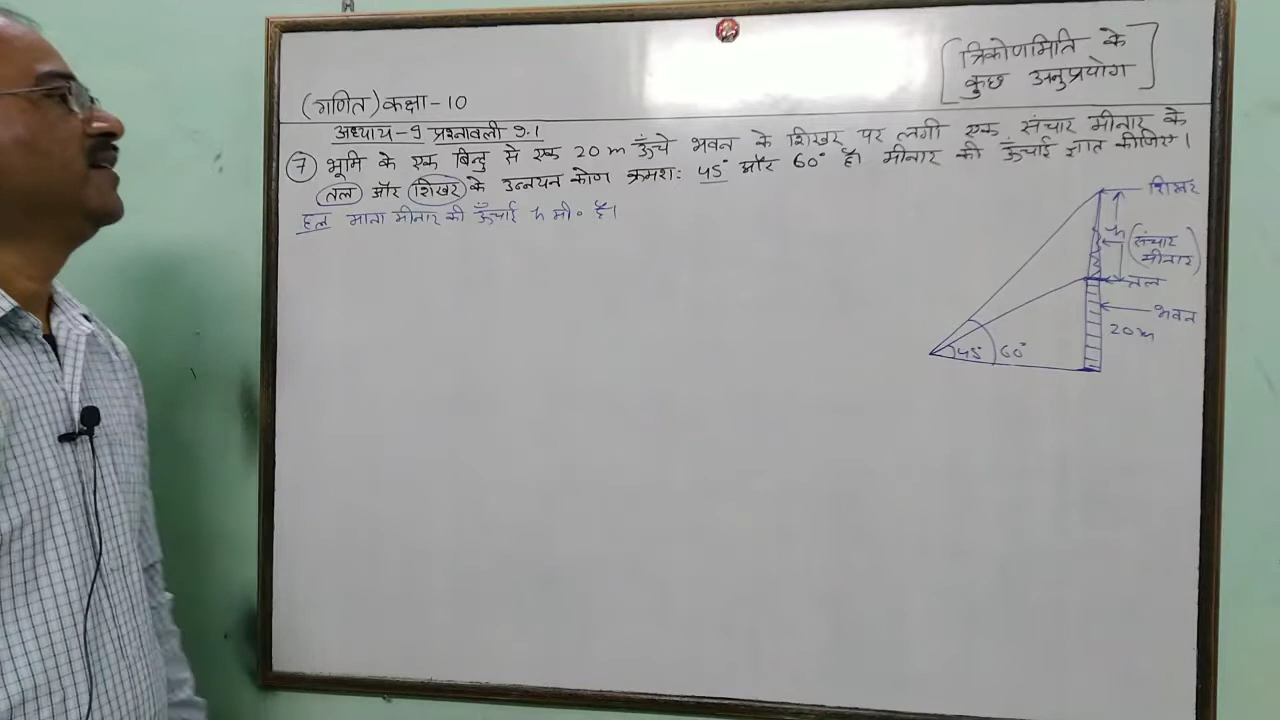 [त्रिकोणमिति के
कुछ अनुप्रयोग]
(गणित) कक्षा-10
अध्याय-9 प्रश्नावली 9.1
7 भूमि के एक बिन्दु से एक 20 m ऊँचे भवन के शिखर पर लगी एक संचार मीनार के
तल और शिखर के उन्नयन कोण क्रमशः 45° और 60° है। मीनार की ऊँचाई ज्ञात कीजिए।
हल माना मीनार की ऊँचाई h मी० है।
शिखर
h (संचार
मीनार)
तल
भवन
20 m
45° 60°